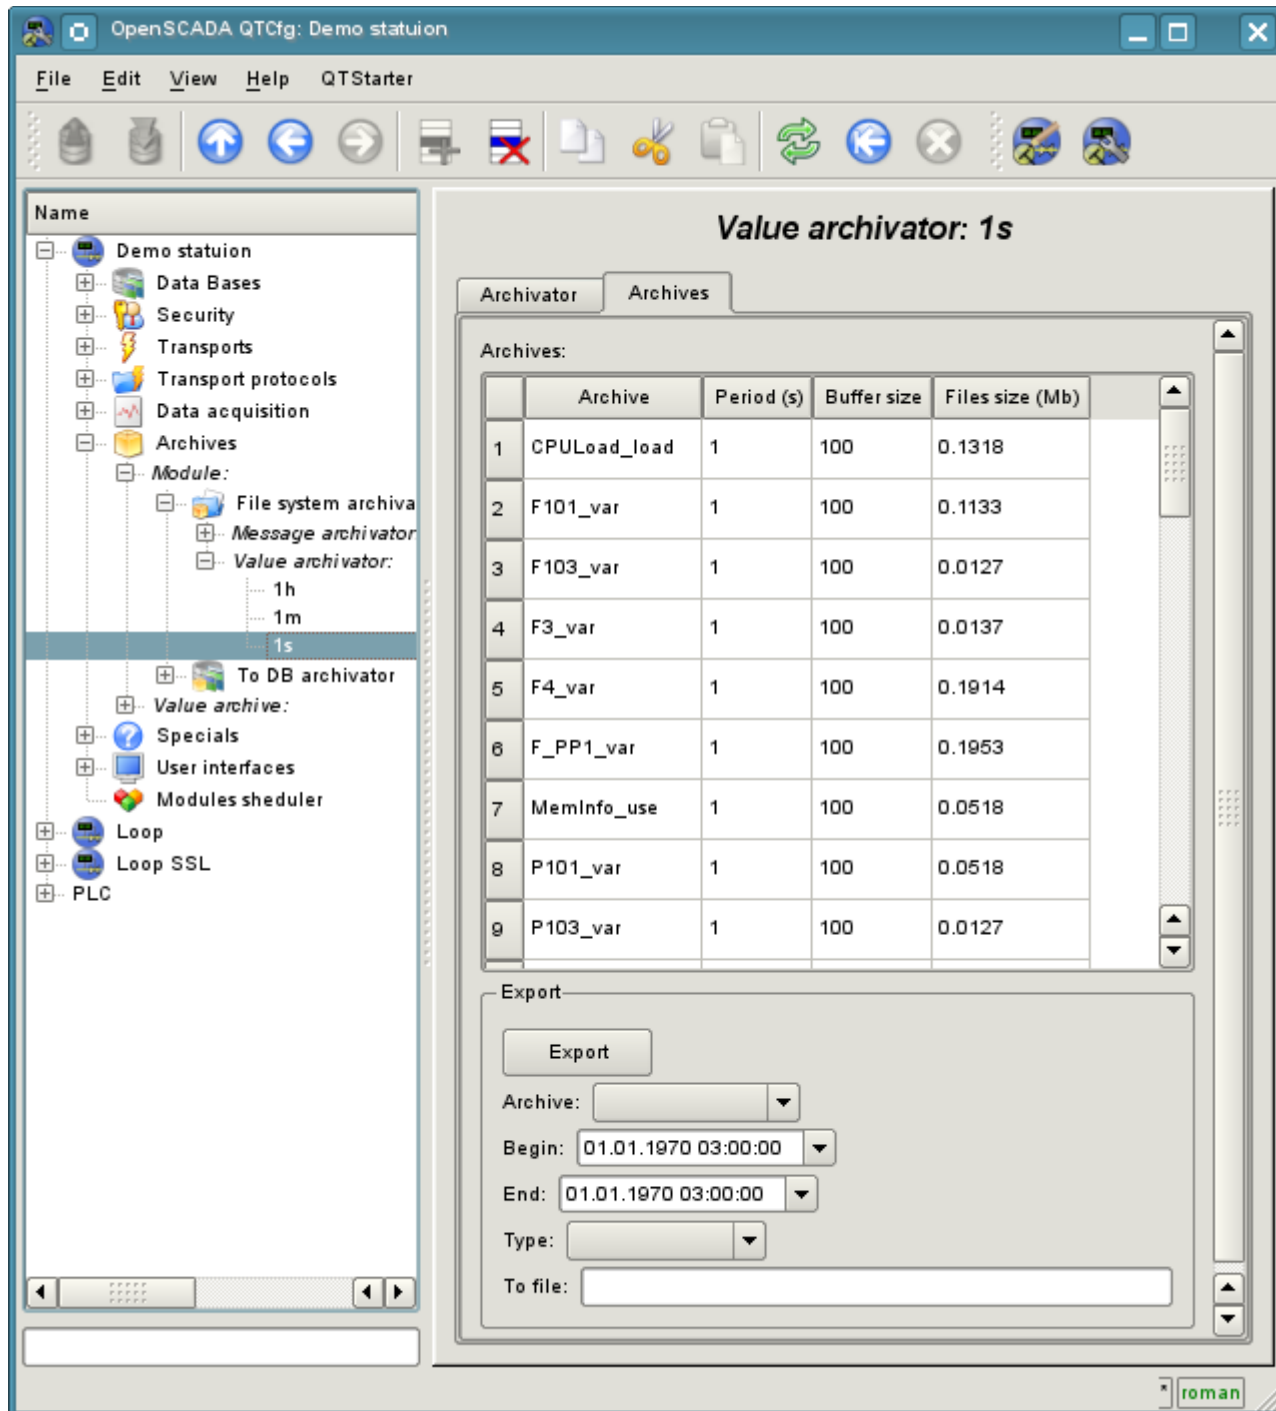 OpenSCADA QTCfg: Demo statuion
File Edit View Help QTStarter
Name
Demo statuion
Data Bases
Security
Transports
Transport protocols
Data acquisition
Archives
Module:
File system archiva
Message archivator
Value archivator:
1h
1m
1s
To DB archivator
Value archive:
Specials
User interfaces
Modules sheduler
Loop
Loop SSL
PLC
Value archivator: 1s
Archivator Archives
Archives:
Archive Period (s) Buffer size Files size (Mb)
1 CPULoad_load 1 100 0.1318
2 F101_var 1 100 0.1133
3 F103_var 1 100 0.0127
4 F3_var 1 100 0.0137
5 F4_var 1 100 0.1914
6 F_PP1_var 1 100 0.1953
7 MemInfo_use 1 100 0.0518
8 P101_var 1 100 0.0518
9 P103_var 1 100 0.0127
Export
Export
Archive:
Begin: 01.01.1970 03:00:00
End: 01.01.1970 03:00:00
Type:
To file:
* roman